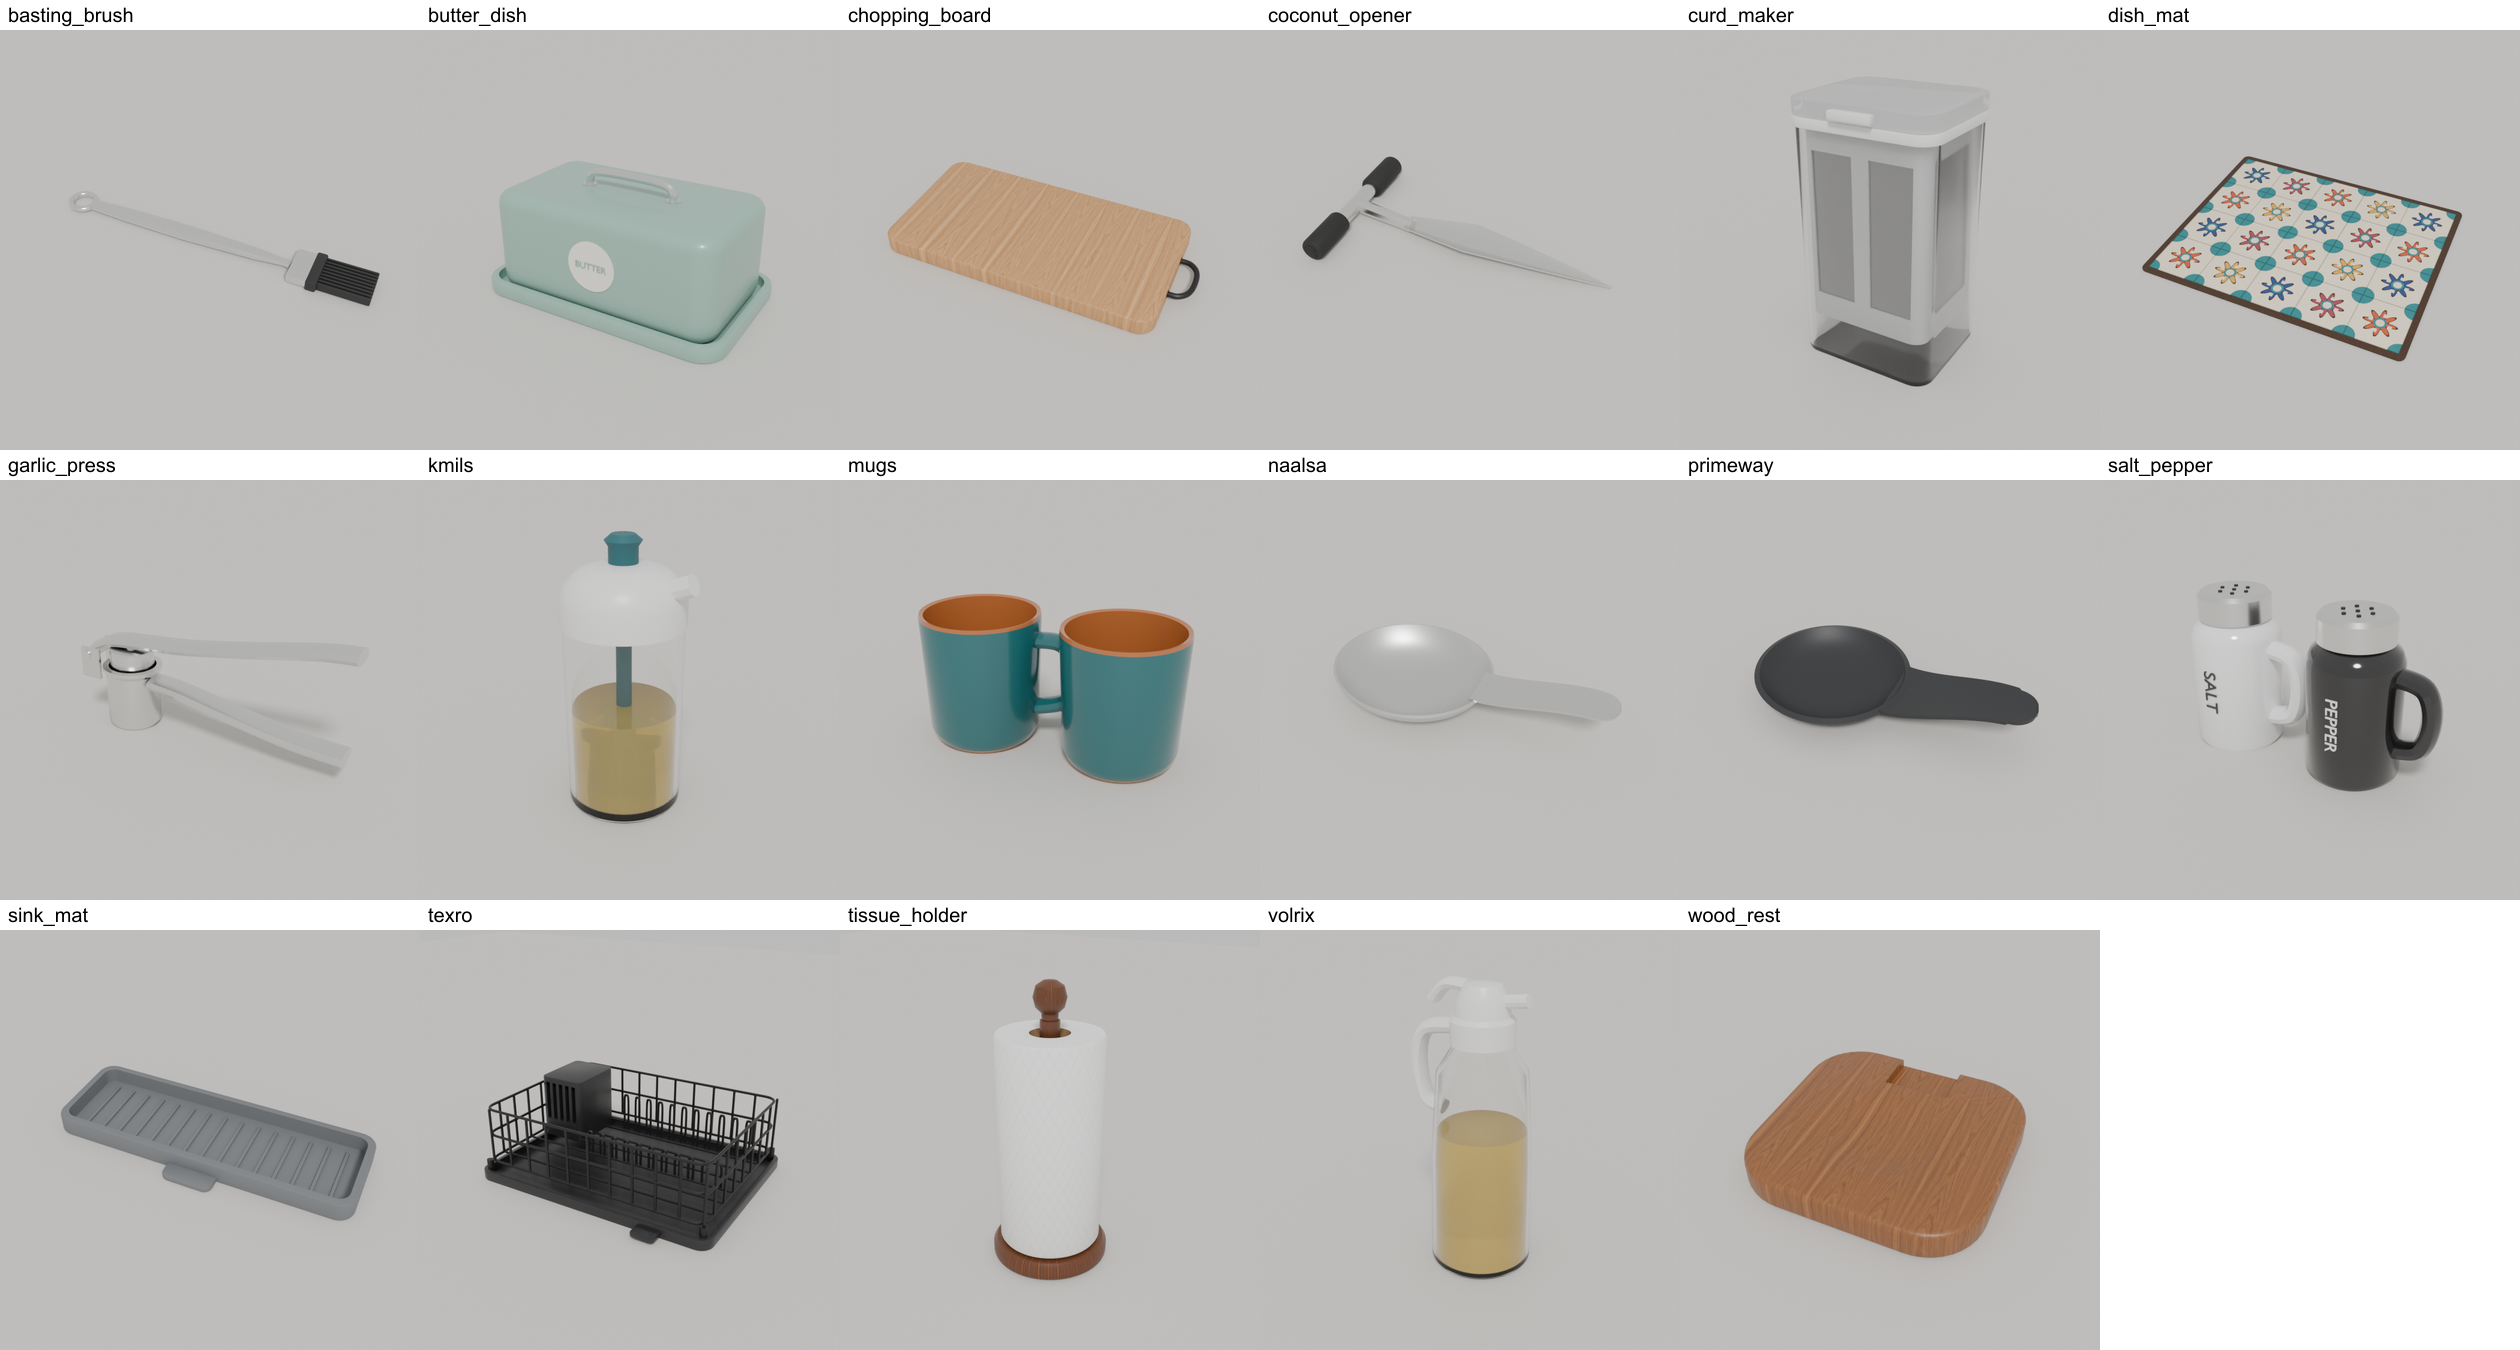 basting_brush
butter_dish
chopping_board
coconut_opener
curd_maker
dish_mat
BUTTER
garlic_press
kmils
mugs
naalsa
primeway
salt_pepper
SALT
PEPPER
sink_mat
texro
tissue_holder
volrix
wood_rest